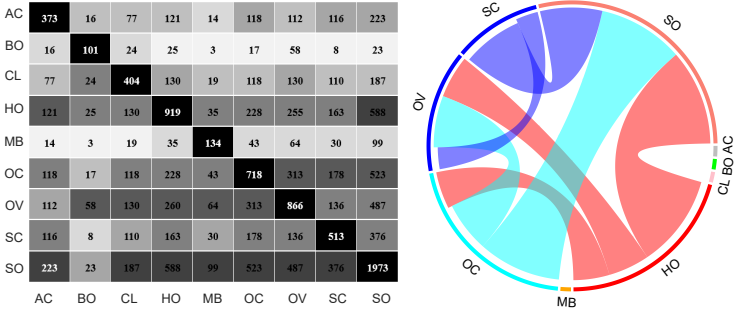 AC 373 16 77 121 14 118 112 116 223
BO 16 101 24 25 3 17 58 8 23
CL 77 24 404 130 19 118 130 110 187
HO 121 25 130 919 35 228 255 163 588
MB 14 3 19 35 134 43 64 30 99
OC 118 17 118 228 43 718 313 178 523
OV 112 58 130 260 64 313 866 136 487
SC 116 8 110 163 30 178 136 513 376
SO 223 23 187 588 99 523 487 376 1973
AC BO CL HO MB OC OV SC SO
SC
SO
OV
AC
BO
CL
HO
OC
MB